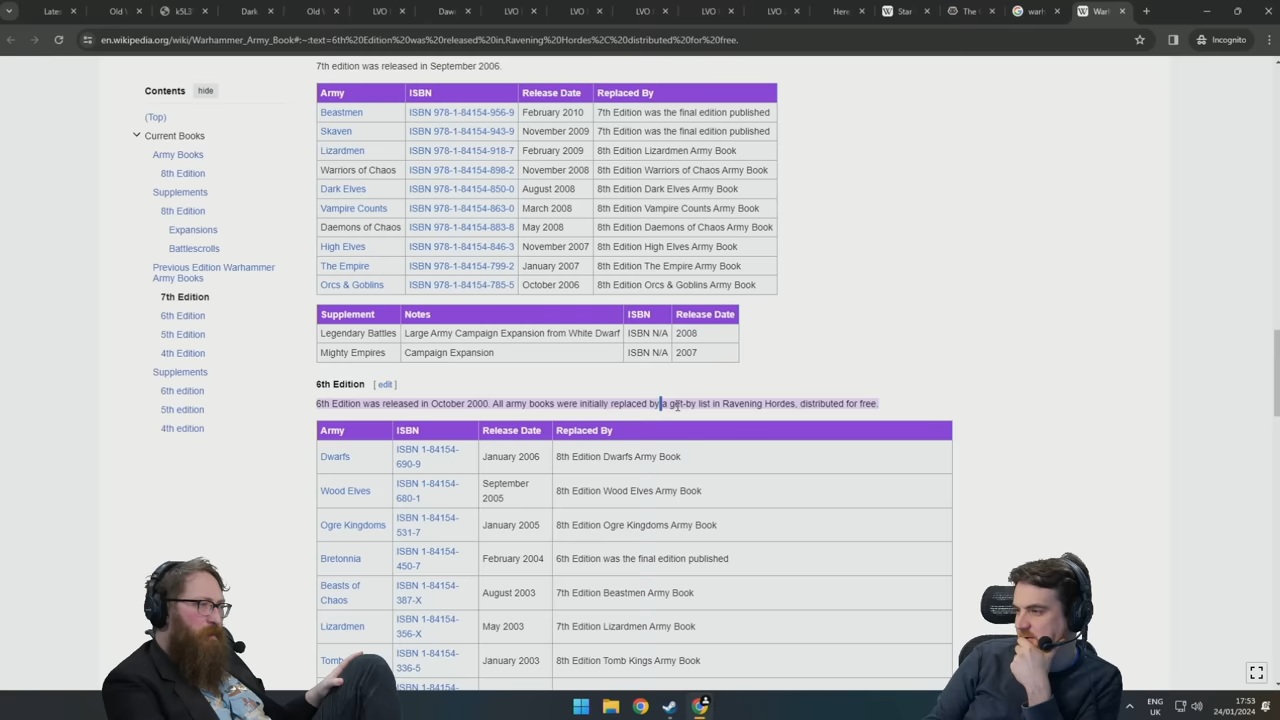 Lates
Old V
k5L3'
Dark
Old V
LVO
Daw
LVO
LVO
LVO
LVO
LVO
Here
Star
The I
warh
Warh
en.wikipedia.org/wiki/Warhammer_Army_Book#:~:text=6th%20Edition%20was%20released%20in,Ravening%20Hordes%2C%20distributed%20for%20free.
Incognito
Contents hide
(Top)
Current Books
Army Books
8th Edition
Supplements
8th Edition
Expansions
Battlescrolls
Previous Edition Warhammer
Army Books
7th Edition
6th Edition
5th Edition
4th Edition
Supplements
6th edition
5th edition
4th edition
7th edition was released in September 2006.
Army ISBN Release Date Replaced By
Beastmen ISBN 978-1-84154-956-9 February 2010 7th Edition was the final edition published
Skaven ISBN 978-1-84154-943-9 November 2009 7th Edition was the final edition published
Lizardmen ISBN 978-1-84154-918-7 February 2009 8th Edition Lizardmen Army Book
Warriors of Chaos ISBN 978-1-84154-898-2 November 2008 8th Edition Warriors of Chaos Army Book
Dark Elves ISBN 978-1-84154-850-0 August 2008 8th Edition Dark Elves Army Book
Vampire Counts ISBN 978-1-84154-863-0 March 2008 8th Edition Vampire Counts Army Book
Daemons of Chaos ISBN 978-1-84154-883-8 May 2008 8th Edition Daemons of Chaos Army Book
High Elves ISBN 978-1-84154-846-3 November 2007 8th Edition High Elves Army Book
The Empire ISBN 978-1-84154-799-2 January 2007 8th Edition The Empire Army Book
Orcs & Goblins ISBN 978-1-84154-785-5 October 2006 8th Edition Orcs & Goblins Army Book
Supplement Notes ISBN Release Date
Legendary Battles Large Army Campaign Expansion from White Dwarf ISBN N/A 2008
Mighty Empires Campaign Expansion ISBN N/A 2007
6th Edition [ edit ]
6th Edition was released in October 2000. All army books were initially replaced by a get-by list in Ravening Hordes, distributed for free.
Army ISBN Release Date Replaced By
Dwarfs ISBN 1-84154-690-9 January 2006 8th Edition Dwarfs Army Book
Wood Elves ISBN 1-84154-680-1 September 2005 8th Edition Wood Elves Army Book
Ogre Kingdoms ISBN 1-84154-531-7 January 2005 8th Edition Ogre Kingdoms Army Book
Bretonnia ISBN 1-84154-450-7 February 2004 6th Edition was the final edition published
Beasts of Chaos ISBN 1-84154-387-X August 2003 7th Edition Beastmen Army Book
Lizardmen ISBN 1-84154-356-X May 2003 7th Edition Lizardmen Army Book
Tomb ISBN 1-84154-336-5 January 2003 8th Edition Tomb Kings Army Book
ENG
UK
17:53
24/01/2024